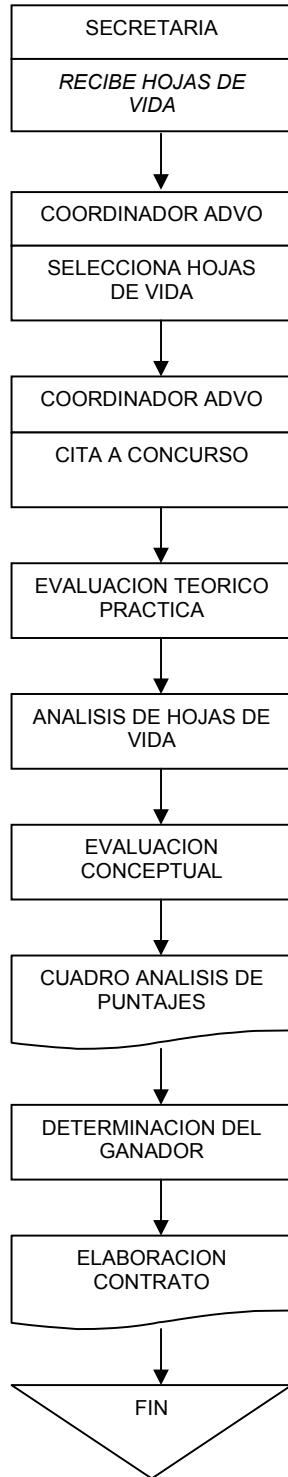 SECRETARIA
RECIBE HOJAS DE
VIDA
COORDINADOR ADVO
SELECCIONA HOJAS
DE VIDA
COORDINADOR ADVO
CITA A CONCURSO
EVALUACION TEORICO
PRACTICA
ANALISIS DE HOJAS DE
VIDA
EVALUACION
CONCEPTUAL
CUADRO ANALISIS DE
PUNTAJES
DETERMINACION DEL
GANADOR
ELABORACION
CONTRATO
FIN